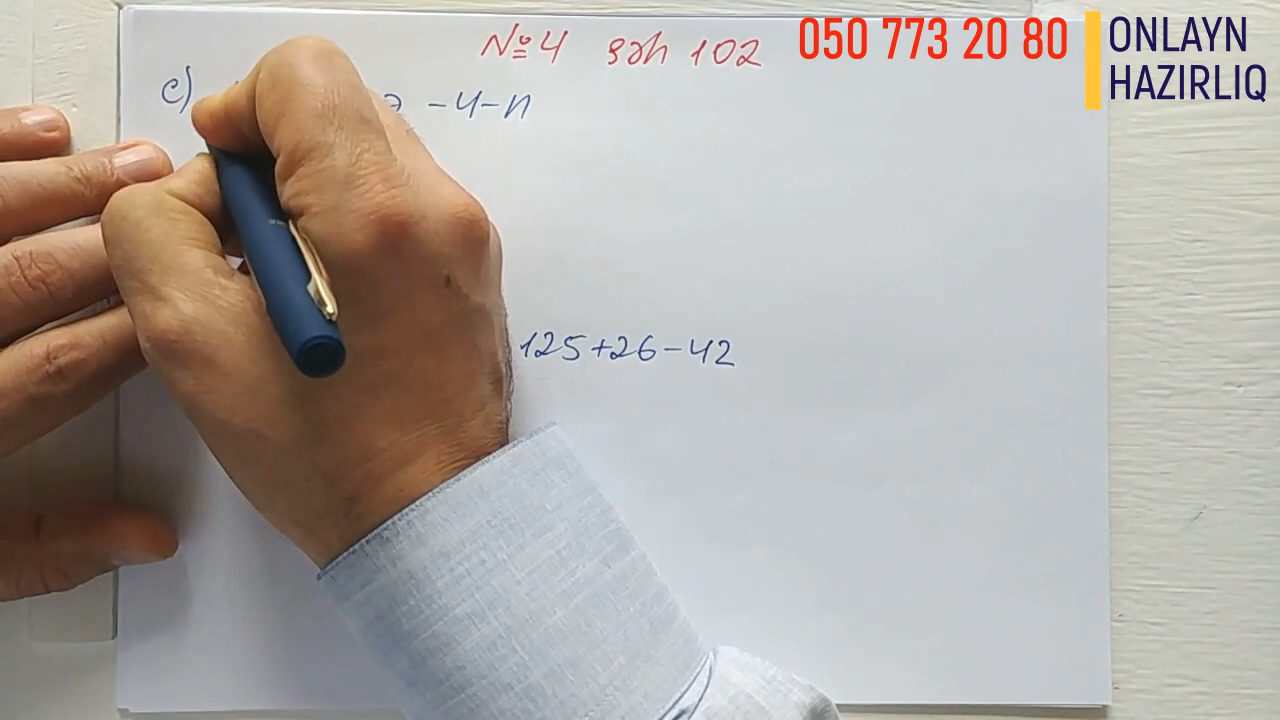 №4 səh 102
050 773 20 80
ONLAYN
HAZIRLIQ
e) -4-n
125+26-42